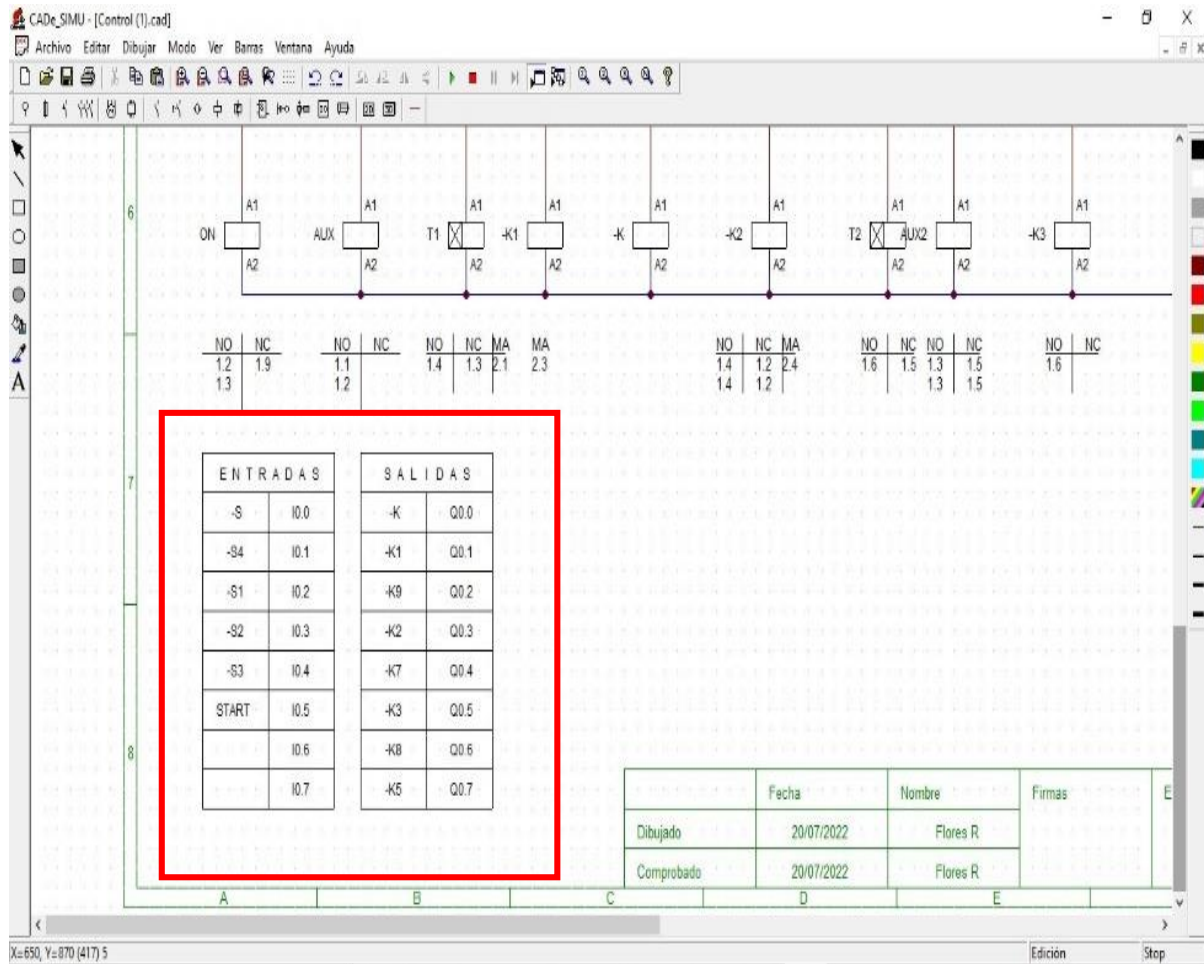 CADe_SIMU - [Control (1).cad]
Archivo Editar Dibujar Modo Ver Barras Ventana Ayuda
A1 A1 A1 A1 A1 A1 A1 A1 A1
6
ON AUX T1 -K1 -K -K2 T2 AUX2 -K3
A2 A2 A2 A2 A2 A2 A2 A2 A2
NO NC NO NC NO NC MA MA NO NC MA NO NC NO NC NO NC
1.2 1.9 1.1 1.4 1.3 2.1 2.3 1.4 1.2 2.4 1.6 1.5 1.3 1.5 1.6
1.3 1.2 1.4 1.2 1.3 1.5
7
ENTRADAS SALIDAS
-S I0.0 -K Q0.0
-S4 I0.1 -K1 Q0.1
-S1 I0.2 -K9 Q0.2
-S2 I0.3 -K2 Q0.3
-S3 I0.4 -K7 Q0.4
START I0.5 -K3 Q0.5
I0.6 -K8 Q0.6
8
I0.7 -K5 Q0.7
Fecha Nombre Firmas E
Dibujado 20/07/2022 Flores R
Comprobado 20/07/2022 Flores R
A B C D E
X=650, Y=870 (417) 5 Edición Stop